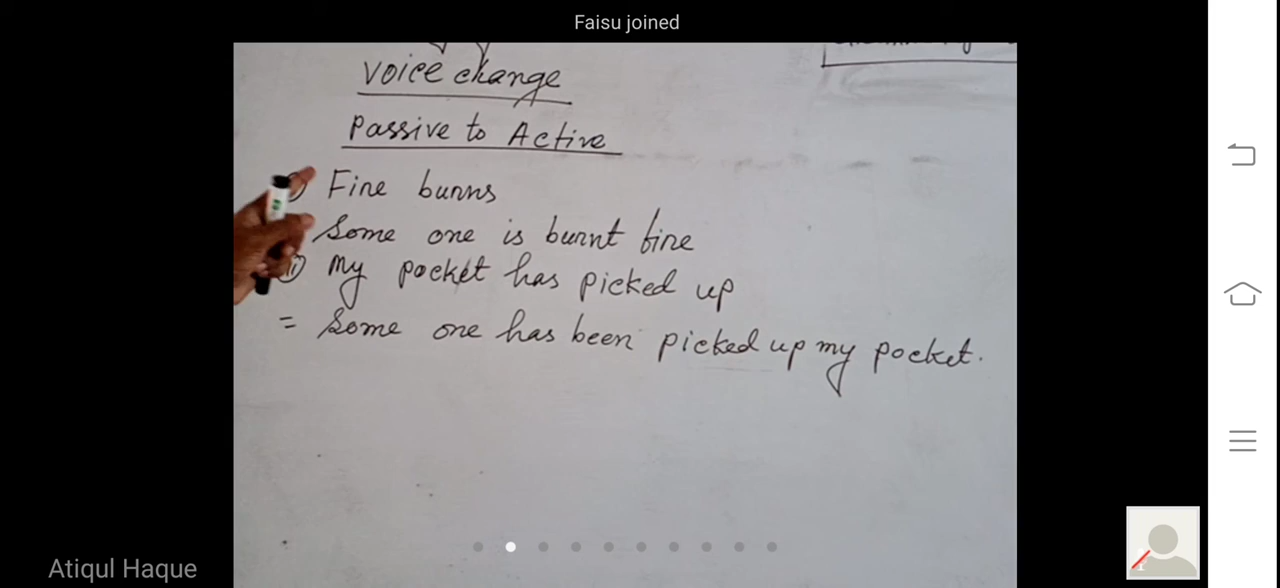 Faisu joined
Voice change
Passive to Active
Fire burns
Some one is burnt fire
ii) My pocket has picked up
= Some one has been picked up my pocket.
Atiqul Haque